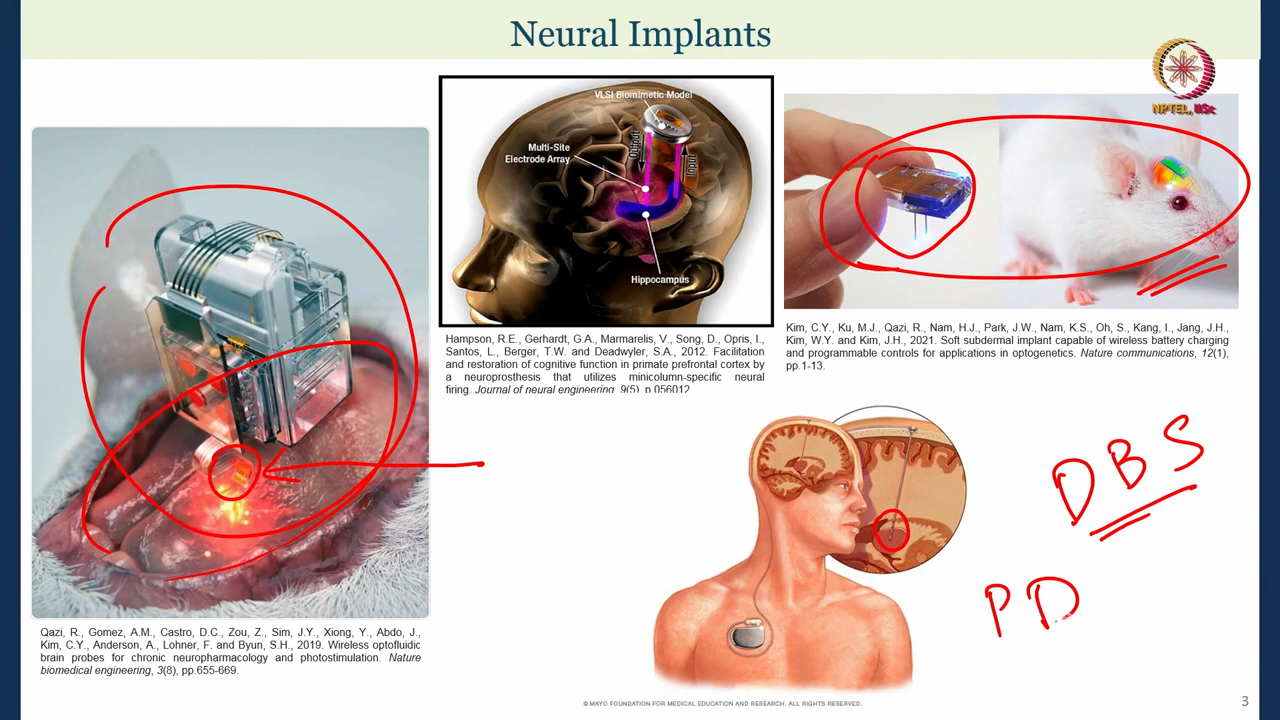 Neural Implants
NPTEL, IISc
VLSI Biomimetic Model
Multi-Site
Electrode Array
Output
Input
Hippocampus
Hampson, R.E., Gerhardt, G.A., Marmarelis, V., Song, D., Opris, I.,
Santos, L., Berger, T.W. and Deadwyler, S.A., 2012. Facilitation
and restoration of cognitive function in primate prefrontal cortex by
a neuroprosthesis that utilizes minicolumn-specific neural
firing. Journal of neural engineering, 9(5), p.056012.
Kim, C.Y., Ku, M.J., Qazi, R., Nam, H.J., Park, J.W., Nam, K.S., Oh, S., Kang, I., Jang, J.H.,
Kim, W.Y. and Kim, J.H., 2021. Soft subdermal implant capable of wireless battery charging
and programmable controls for applications in optogenetics. Nature communications, 12(1),
pp.1-13.
DBS
PD
Qazi, R., Gomez, A.M., Castro, D.C., Zou, Z., Sim, J.Y., Xiong, Y., Abdo, J.,
Kim, C.Y., Anderson, A., Lohner, F. and Byun, S.H., 2019. Wireless optofluidic
brain probes for chronic neuropharmacology and photostimulation. Nature
biomedical engineering, 3(8), pp.655-669.
© MAYO FOUNDATION FOR MEDICAL EDUCATION AND RESEARCH. ALL RIGHTS RESERVED.
3